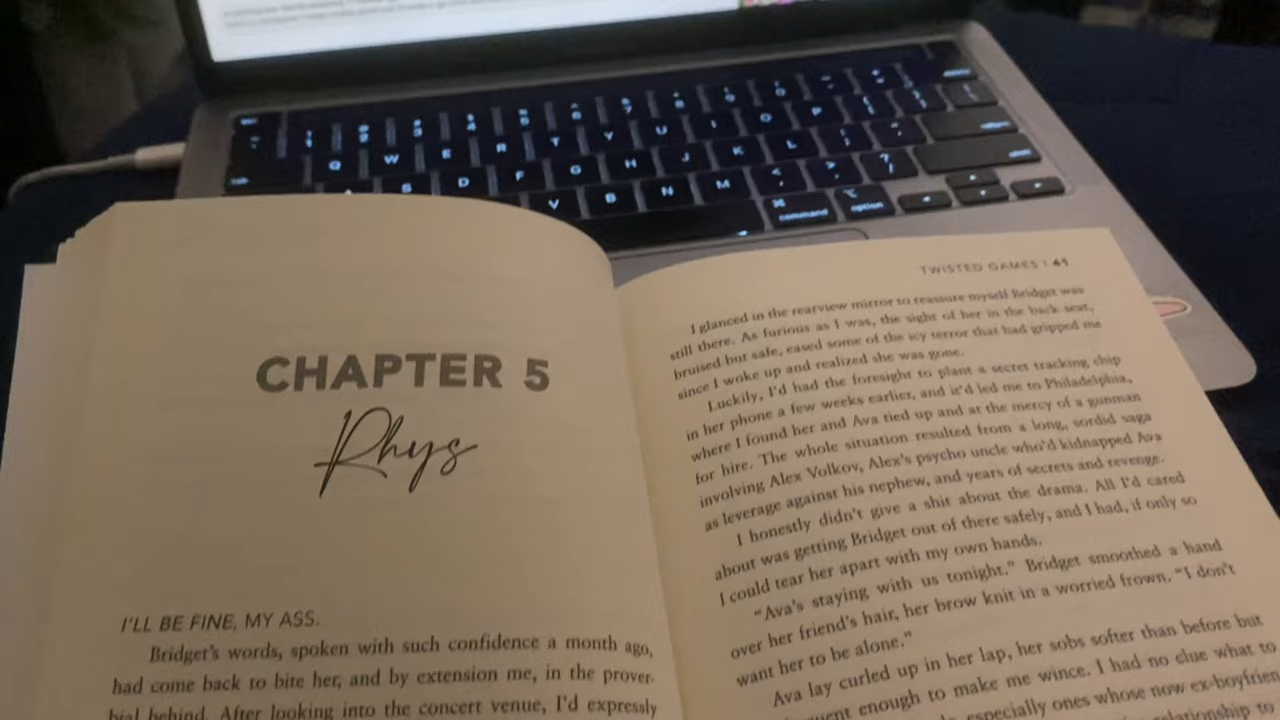 Q W E R T Y U I O P
S D F G H J K L
V B N M
command
option
CHAPTER 5
Rhys
I'LL BE FINE, MY ASS.
Bridget's words, spoken with such confidence a month ago,
had come back to bite her, and by extension me, in the prover-
bial behind. After looking into the concert venue, I'd expressly
TWISTED GAMES | 41
I glanced in the rearview mirror to reassure myself Bridget was
still there. As furious as I was, the sight of her in the back seat,
bruised but safe, eased some of the icy terror that had gripped me
since I woke up and realized she was gone.
Luckily, I'd had the foresight to plant a secret tracking chip
in her phone a few weeks earlier, and it'd led me to Philadelphia,
where I found her and Ava tied up and at the mercy of a gunman
for hire. The whole situation resulted from a long, sordid saga
involving Alex Volkov, Alex's psycho uncle who'd kidnapped Ava
as leverage against his nephew, and years of secrets and revenge.
I honestly didn't give a shit about the drama. All I'd cared
about was getting Bridget out of there safely, and I had, if only so
I could tear her apart with my own hands.
"Ava's staying with us tonight." Bridget smoothed a hand
over her friend's hair, her brow knit in a worried frown. "I don't
want her to be alone."
Ava lay curled up in her lap, her sobs softer than before but
enough to make me wince. I had no clue what to
especially ones whose now ex-boyfrien
relationship to